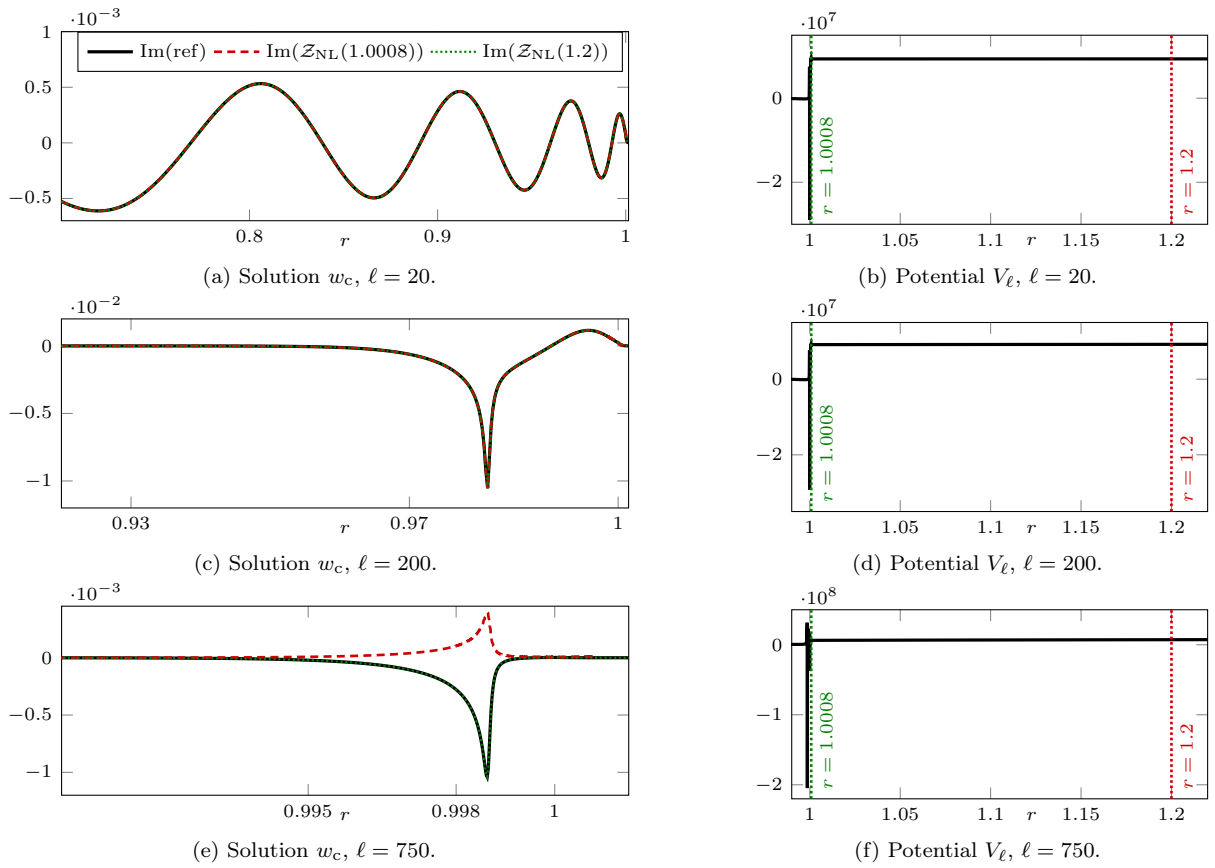 ·10⁻³
1
0.5
0
−0.5
Im(ref) Im(𝒵NL(1.0008)) Im(𝒵NL(1.2))
0.8 r 0.9 1
(a) Solution wc, ℓ = 20.
·10⁷
0
−2
r = 1.0008
r = 1.2
1 1.05 1.1 r 1.15 1.2
(b) Potential Vℓ, ℓ = 20.
·10⁻²
0
−0.5
−1
0.93 r 0.97 1
(c) Solution wc, ℓ = 200.
·10⁷
0
−2
r = 1.0008
r = 1.2
1 1.05 1.1 r 1.15 1.2
(d) Potential Vℓ, ℓ = 200.
·10⁻³
0
−0.5
−1
0.995 r 0.998 1
(e) Solution wc, ℓ = 750.
·10⁸
0
−1
−2
r = 1.0008
r = 1.2
1 1.05 1.1 r 1.15 1.2
(f) Potential Vℓ, ℓ = 750.